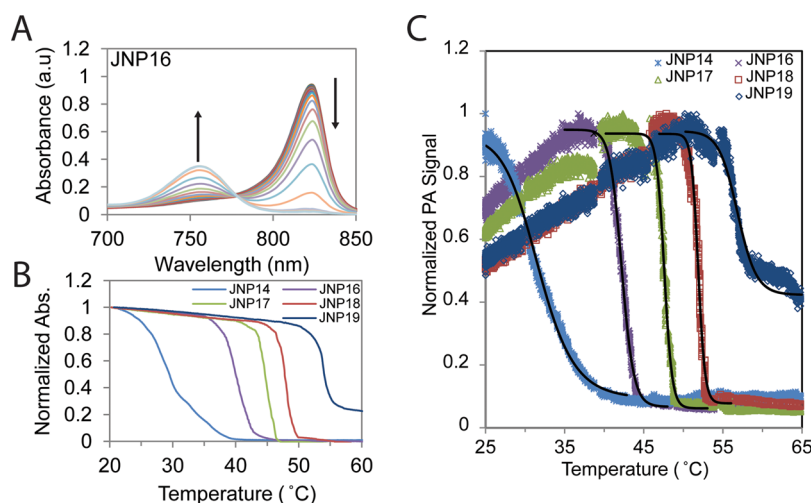 A
JNP16
Absorbance (a.u)
1.2
1
0.8
0.6
0.4
0.2
0
700 750 800 850
Wavelength (nm)
B
JNP14 JNP16
JNP17 JNP18
JNP19
Normalized Abs.
1.2
1.0
0.8
0.6
0.4
0.2
0
20 30 40 50 60
Temperature ( ˚C)
C
JNP14 JNP16
JNP17 JNP18
JNP19
Normalized PA Signal
1.2
1
0.8
0.6
0.4
0.2
0
25 35 45 55 65
Temperature ( ˚C)